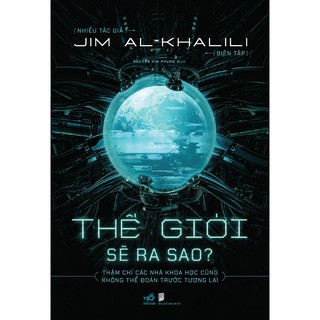 [NHIỀU TÁC GIẢ]
JIM AL-KHALILI
[BIÊN TẬP]
THẾ GIỚI
SẼ RA SAO?
THẬM CHÍ CÁC NHÀ KHOA HỌC CŨNG
KHÔNG THỂ ĐOÁN TRƯỚC TƯƠNG LAI